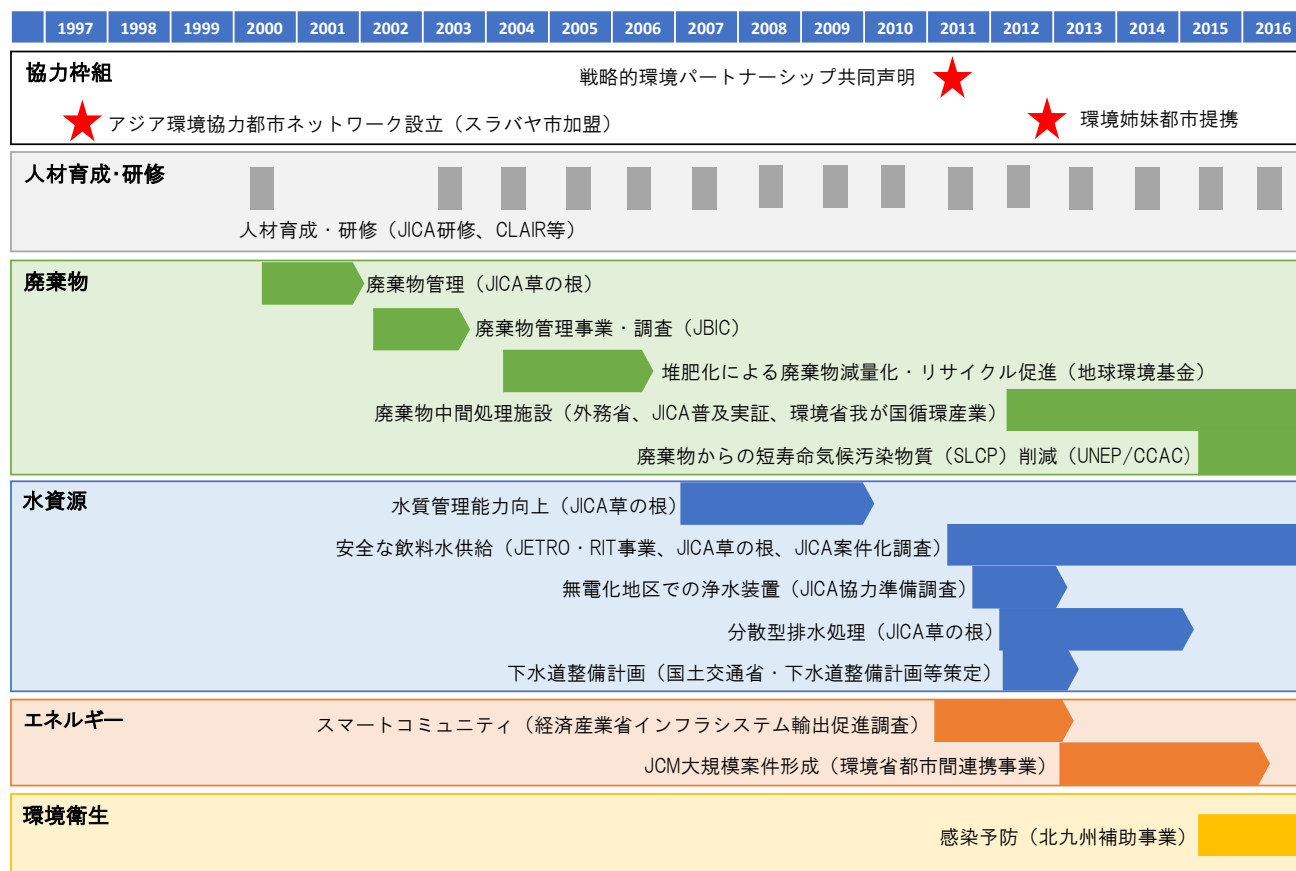 1997 1998 1999 2000 2001 2002 2003 2004 2005 2006 2007 2008 2009 2010 2011 2012 2013 2014 2015 2016
協力枠組
戦略的環境パートナーシップ共同声明
アジア環境協力都市ネットワーク設立（スラバヤ市加盟）
環境姉妹都市提携
人材育成・研修
人材育成・研修（JICA研修、CLAIR等）
廃棄物
廃棄物管理（JICA草の根）
廃棄物管理事業・調査（JBIC）
堆肥化による廃棄物減量化・リサイクル促進（地球環境基金）
廃棄物中間処理施設（外務省、JICA普及実証、環境省我が国循環産業）
廃棄物からの短寿命気候汚染物質（SLCP）削減（UNEP/CCAC）
水資源
水質管理能力向上（JICA草の根）
安全な飲料水供給（JETRO・RIT事業、JICA草の根、JICA案件化調査）
無電化地区での浄水装置（JICA協力準備調査）
分散型排水処理（JICA草の根）
下水道整備計画（国土交通省・下水道整備計画等策定）
エネルギー
スマートコミュニティ（経済産業省インフラシステム輸出促進調査）
JCM大規模案件形成（環境省都市間連携事業）
環境衛生
感染予防（北九州補助事業）